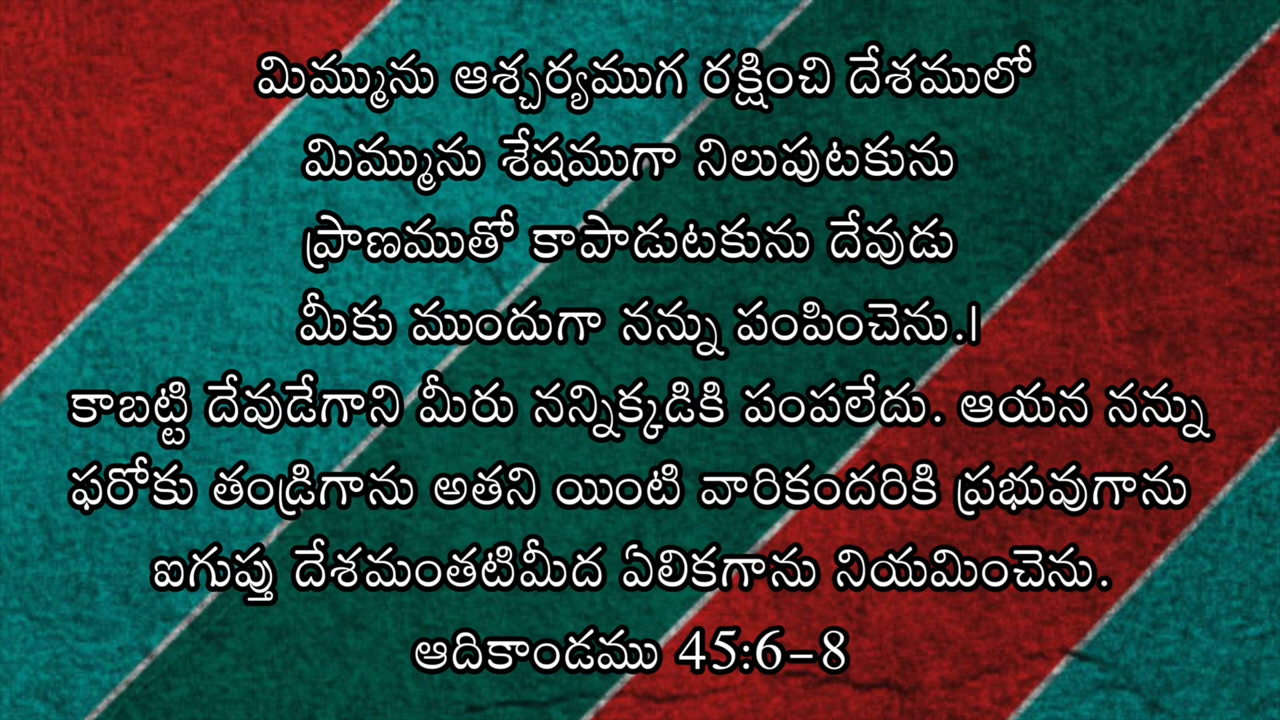 మిమ్మును ఆశ్చర్యముగ రక్షించి దేశములో
మిమ్మును శేషముగా నిలుపుటకును
ప్రాణముతో కాపాడుటకును దేవుడు
మీకు ముందుగా నన్ను పంపించెను.|
కాబట్టి దేవుడేగాని మీరు నన్నిక్కడికి పంపలేదు. ఆయన నన్ను
ఫరోకు తండ్రిగాను అతని యింటి వారికందరికి ప్రభువుగాను
ఐగుప్తు దేశమంతటిమీద ఏలికగాను నియమించెను.
ఆదికాండము 45:6-8